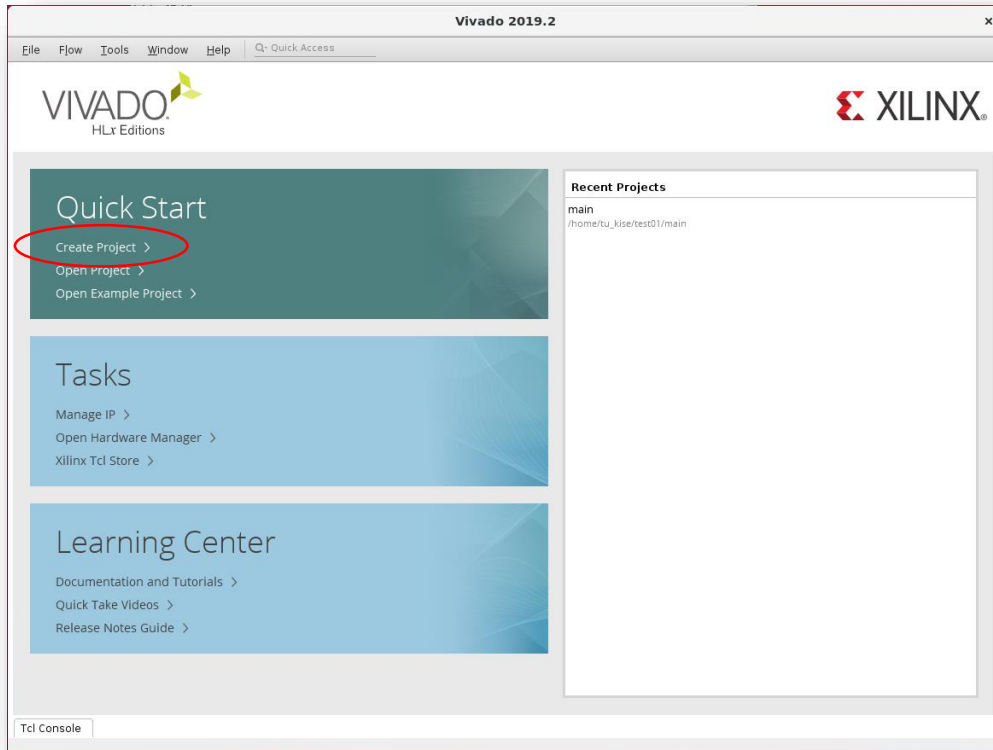 Vivado 2019.2
×
File Flow Tools Window Help Q- Quick Access
VIVADO.
HLx Editions
XILINX®
Quick Start
Create Project >
Open Project >
Open Example Project >
Tasks
Manage IP >
Open Hardware Manager >
Xilinx Tcl Store >
Learning Center
Documentation and Tutorials >
Quick Take Videos >
Release Notes Guide >
Recent Projects
main
/home/tu_kise/test01/main
Tcl Console